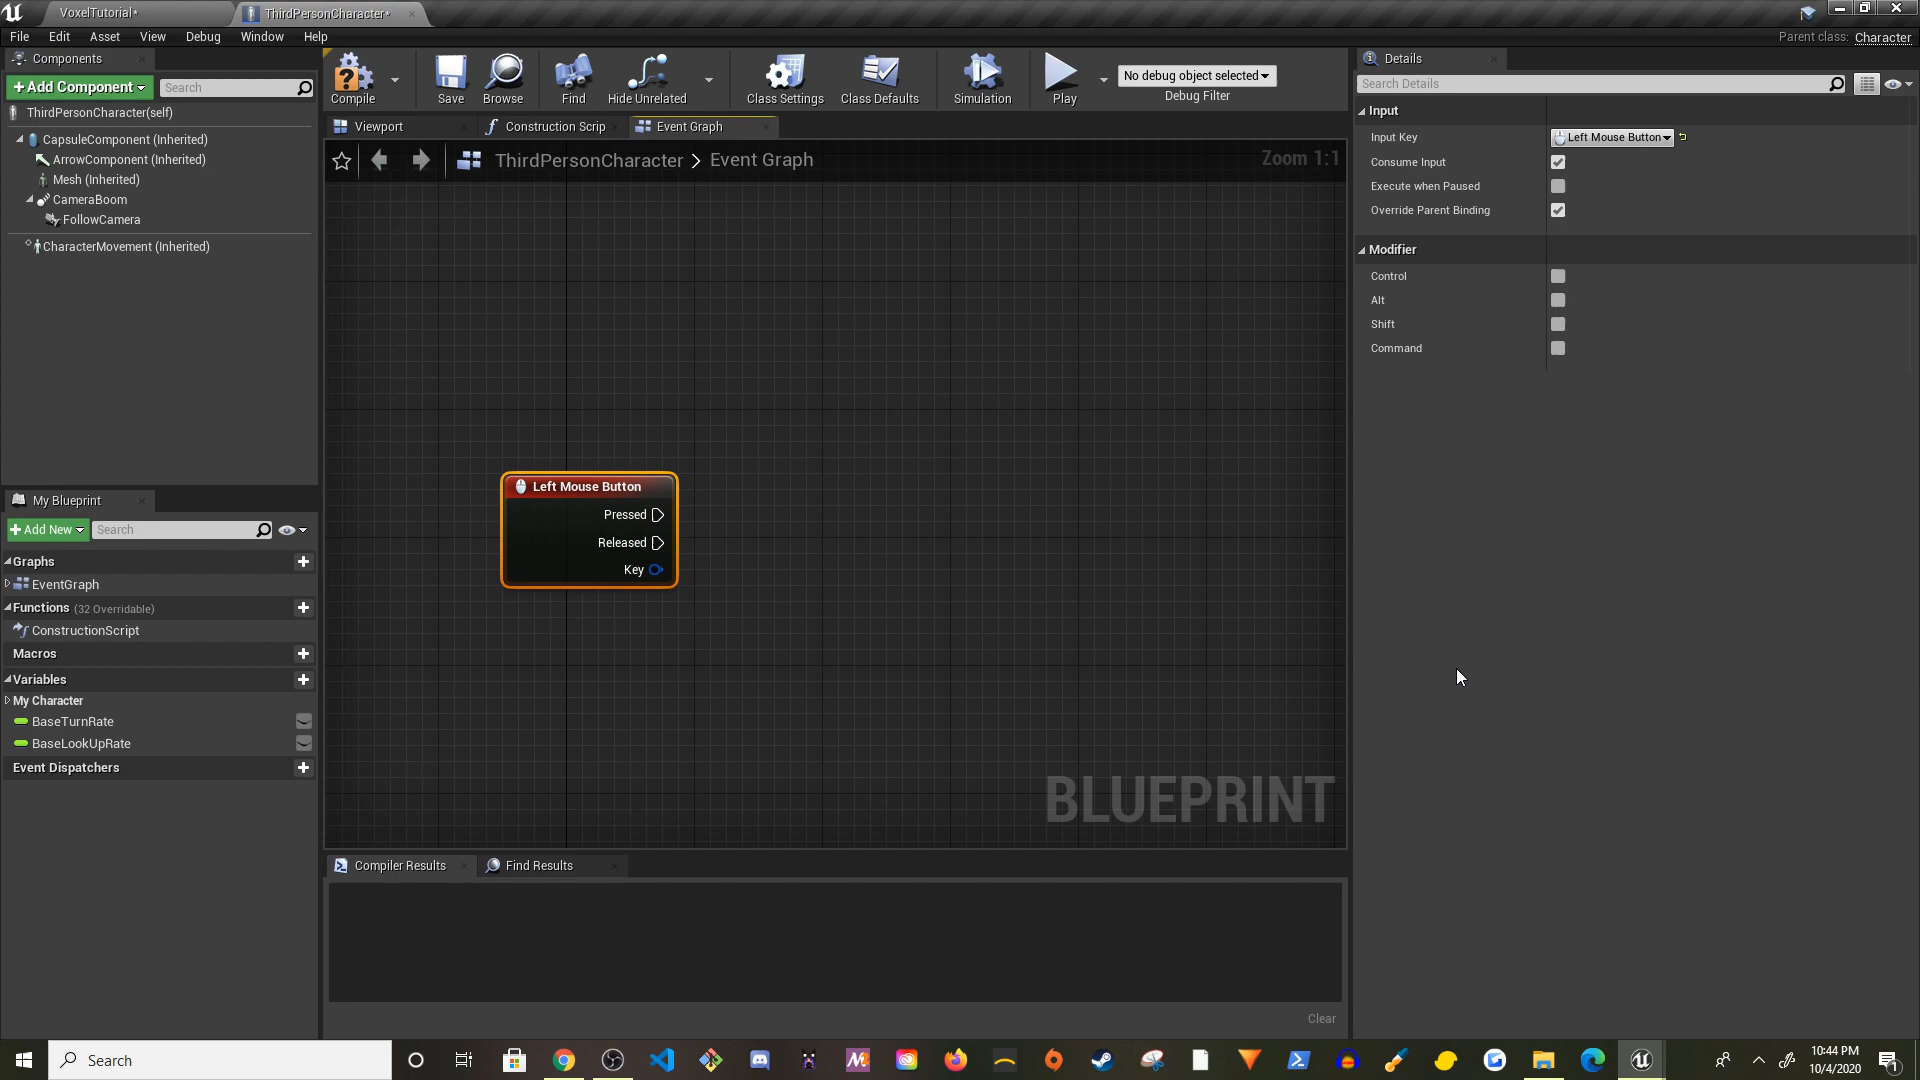 VoxelTutorial*
ThirdPersonCharacter*
File Edit Asset View Debug Window Help
Parent class: Character
Components
+Add Component
Search
ThirdPersonCharacter(self)
CapsuleComponent (Inherited)
ArrowComponent (Inherited)
Mesh (Inherited)
CameraBoom
FollowCamera
CharacterMovement (Inherited)
My Blueprint
+Add New
Search
Graphs
EventGraph
Functions (32 Overridable)
ConstructionScript
Macros
Variables
My Character
BaseTurnRate
BaseLookUpRate
Event Dispatchers
Compile
Save
Browse
Find
Hide Unrelated
Class Settings
Class Defaults
Simulation
Play
No debug object selected
Debug Filter
Viewport
Construction Scrip
Event Graph
ThirdPersonCharacter > Event Graph
Zoom 1:1
Left Mouse Button
Pressed
Released
Key
BLUEPRINT
Compiler Results
Find Results
Clear
Details
Search Details
Input
Input Key Left Mouse Button
Consume Input
Execute when Paused
Override Parent Binding
Modifier
Control
Alt
Shift
Command
Search
10:44 PM
10/4/2020
1